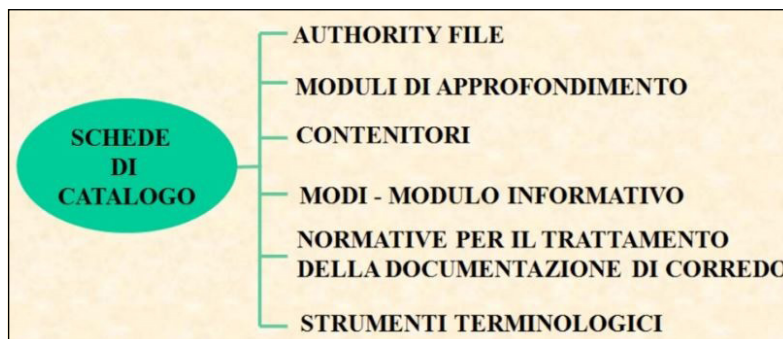 SCHEDE
DI
CATALOGO
AUTHORITY FILE
MODULI DI APPROFONDIMENTO
CONTENITORI
MODI - MODULO INFORMATIVO
NORMATIVE PER IL TRATTAMENTO
DELLA DOCUMENTAZIONE DI CORREDO
STRUMENTI TERMINOLOGICI